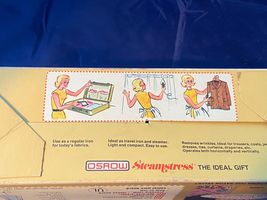 Use as a regular iron
for today's fabrics.
Ideal as travel iron and steamer.
Light and compact. Easy to use.
Removes wrinkles. Ideal for trousers, coats, ja
dresses, ties, curtains, draperies, etc.
Operates both horizontally and vertically.
OSROW Steamstress THE IDEAL GIFT